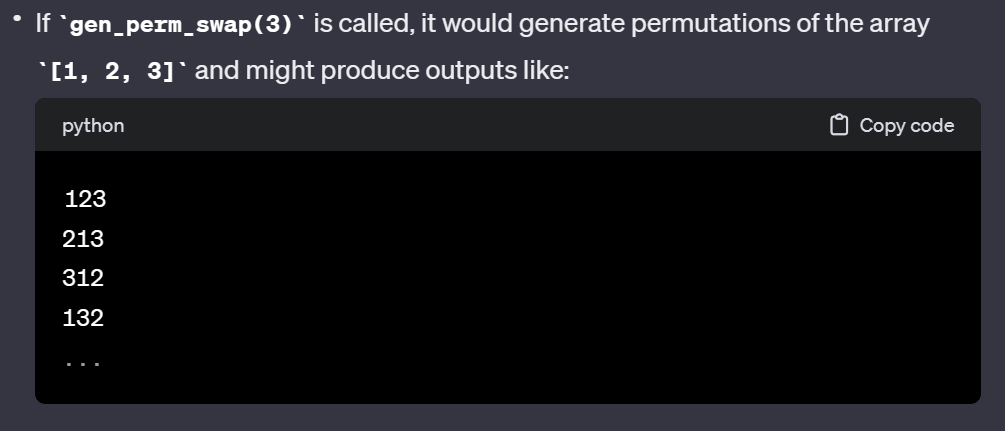 • If `gen_perm_swap(3)` is called, it would generate permutations of the array
`[1, 2, 3]` and might produce outputs like:
python
Copy code
123
213
312
132
...